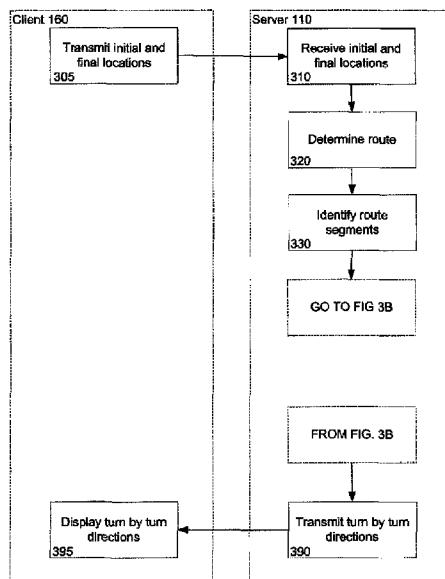 Client 160
Server 110
Transmit initial and
final locations
305
Receive initial and
final locations
310
Determine route
320
Identify route
segments
330
GO TO FIG 3B
FROM FIG. 3B
Display turn by turn
directions
395
Transmit turn by turn
directions
390